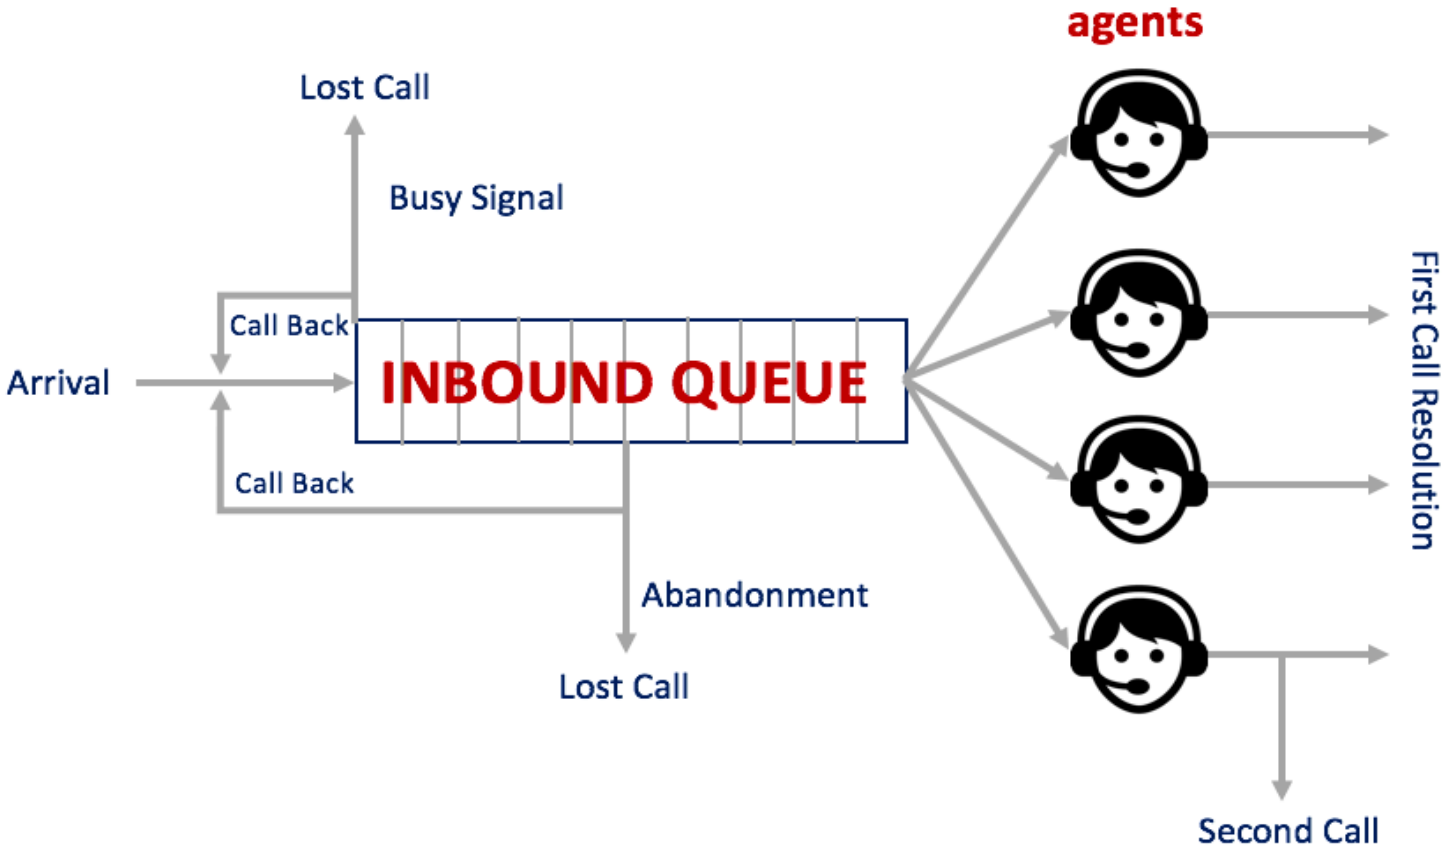 agents
Lost Call
Busy Signal
Call Back
Arrival
INBOUND QUEUE
First Call Resolution
Call Back
Abandonment
Lost Call
Second Call